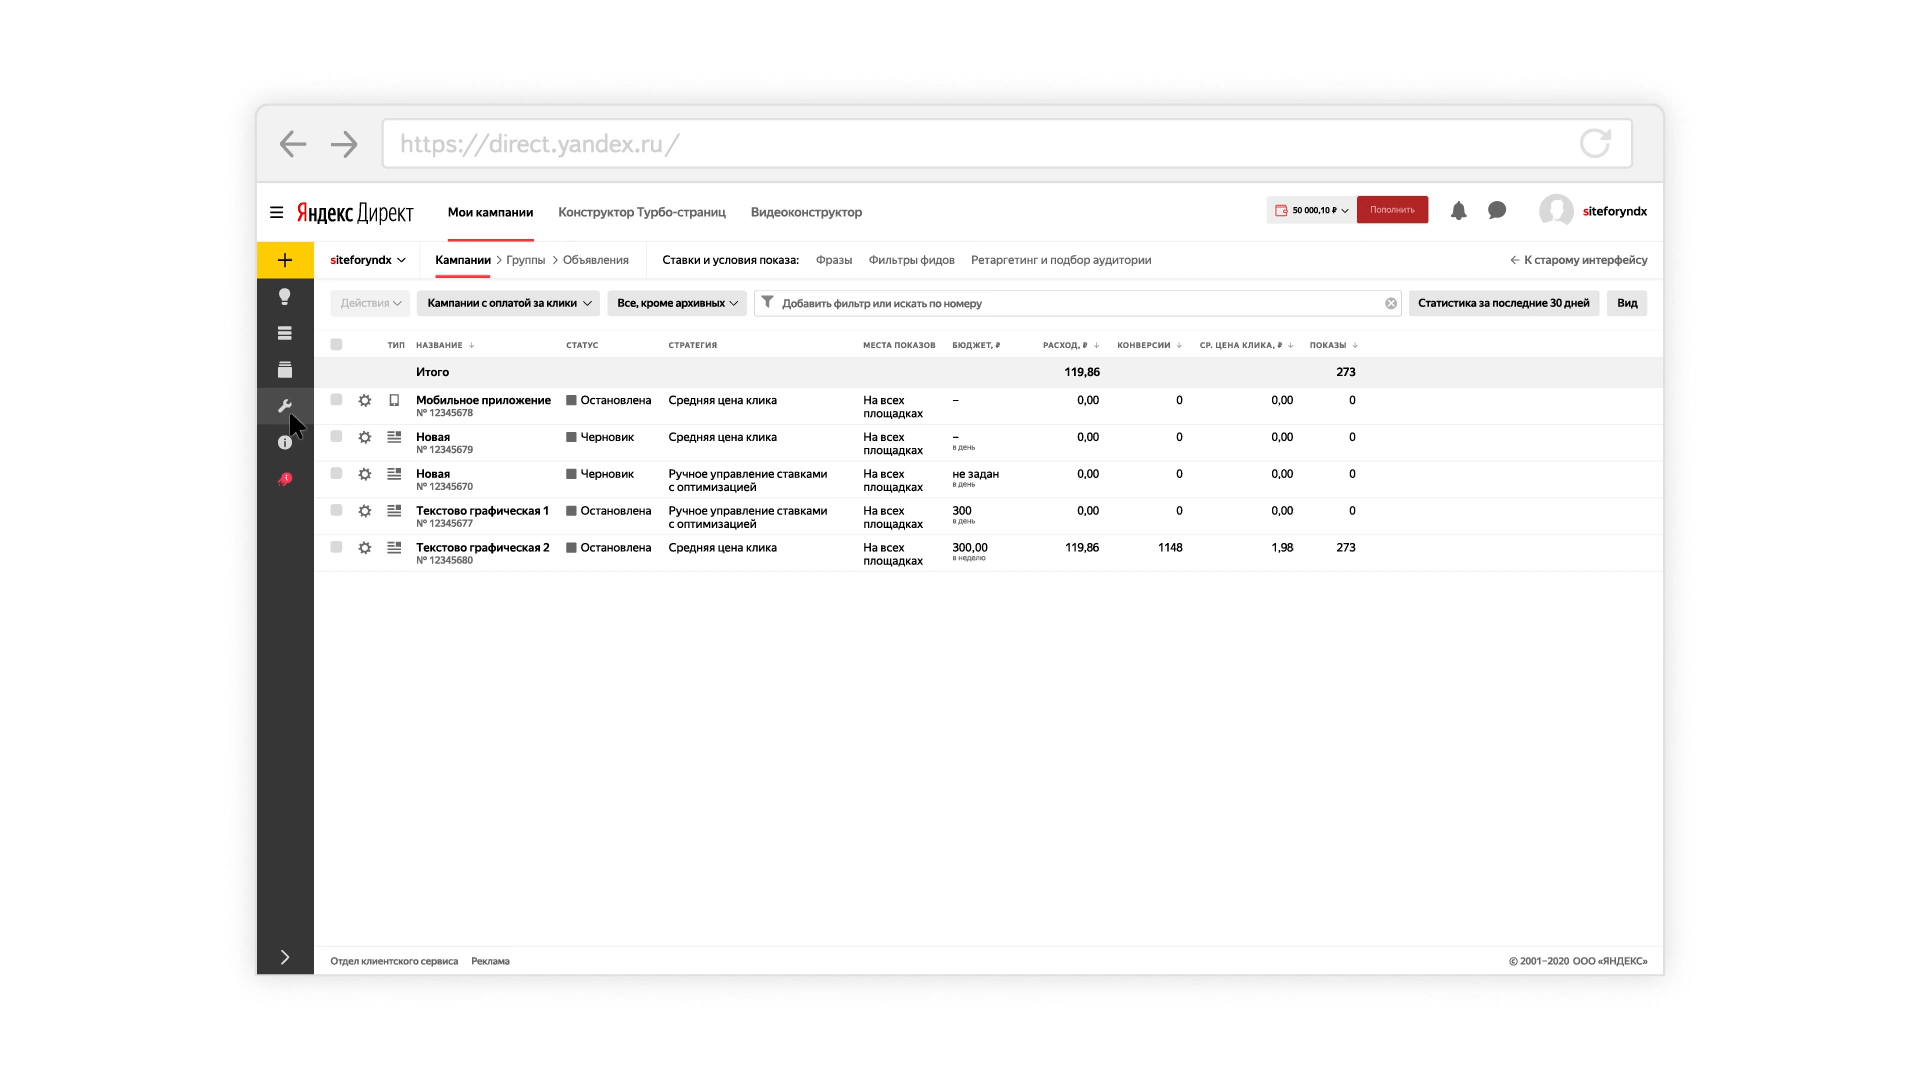 https://direct.yandex.ru/
Яндекс Директ Мои кампании Конструктор Турбо-страниц Видеоконструктор 50 000,10 ₽ Пополнить siteforyndx
siteforyndx Кампании Группы Объявления Ставки и условия показа: Фразы Фильтры фидов Ретаргетинг и подбор аудитории ← К старому интерфейсу
Действия Кампании с оплатой за клики Все, кроме архивных Добавить фильтр или искать по номеру Статистика за последние 30 дней Вид
ТИП НАЗВАНИЕ ↓ СТАТУС СТРАТЕГИЯ МЕСТА ПОКАЗОВ БЮДЖЕТ, ₽ РАСХОД, ₽ ↓ КОНВЕРСИИ ↓ СР. ЦЕНА КЛИКА, ₽ ↓ ПОКАЗЫ ↓
Итого 119,86 273
Мобильное приложение Остановлена Средняя цена клика На всех – 0,00 0 0,00 0
№ 12345678 площадках
Новая Черновик Средняя цена клика На всех – 0,00 0 0,00 0
№ 12345679 площадках в день
Новая Черновик Ручное управление ставками На всех не задан 0,00 0 0,00 0
№ 12345670 с оптимизацией площадках в день
Текстово графическая 1 Остановлена Ручное управление ставками На всех 300 0,00 0 0,00 0
№ 12345677 с оптимизацией площадках в день
Текстово графическая 2 Остановлена Средняя цена клика На всех 300,00 119,86 1148 1,98 273
№ 12345680 площадках в неделю
Отдел клиентского сервиса Реклама © 2001–2020 ООО «ЯНДЕКС»